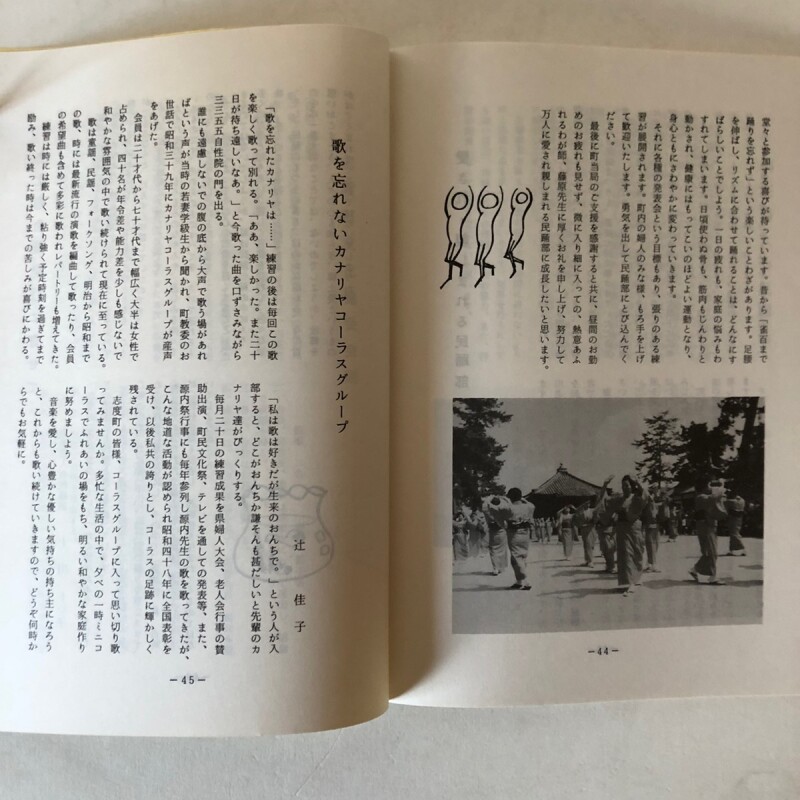 堂々と参加する喜びが持っています。昔から「雀百まで
踊りを忘れず」という楽しいことわざがあります。足腰
を伸ばし、リズムに合わせて踊れることは、どんなにす
ばらしいことでしょう。一日の疲れも、家庭の悩みもわ
すれてしまいます。日頃使わぬ骨も、筋肉もじんわりと
動かされ、健康にはもってこいのほどよい運動となり、
身心ともにさわやかに変わっていきます。
それに各種の発表会という目標もあり、張りのある練
習が展開されます。町内の婦人のみな様、もろ手を上げ
て歓迎いたします。勇気を出して民踊部にとび込んでく
ださい。
最後に町当局のご支援を感謝すると共に、昼間のお勤
めのお疲れも見せず、微に入り細に入っての、熱意あふ
れるわが師、藤原先生に厚くお礼を申し上げ、努力して
万人に愛され親しまれる民踊部に成長したいと思います。
—44—
歌を忘れないカナリヤコーラスグループ
辻 佳子
「歌を忘れたカナリヤは……」練習の後は毎回この歌
を楽しく歌って別れる。「ああ、楽しかった。また二十
日が待ち遠しいなあ。」と今歌った曲を口ずさみながら
三三五五自性院の門を出る。
誰にも遠慮しないでの腹の底から大声で歌う場があれ
ばという声が当時の若妻学級生から聞かれ、町教委のお
世話で昭和三十九年にカナリヤコーラスグループが産声
をあげた。
会員は二十才代から七十才代まで幅広く大半は女性で
占められ、四十名が年令差や能力差を少しも感じないで
和やかな雰囲気の中で歌い続けられて現在に至っている。
歌は童謡、民謡、フォークソング、明治から昭和まで
の歌、時には最新流行の演歌を編曲して歌ったり、会員
の希望曲も含めて多彩に歌われレパートリーも増えてきた。
練習は時には厳しく、粘り強く予定時刻を過ぎてまで
励み、歌い終った時は今までの苦しみが喜びにかわる。
「私は歌は好きだが生来のおんちで。」という人が入
部すると、どこがおんちか謙そんも甚だしいと先輩のカ
ナリヤ達がびっくりする。
毎月二十日の練習成果を県婦人大会、老人会行事の賛
助出演、町民文化祭、テレビを通しての発表等、また、
源内祭行事にも毎年参列し源内先生の歌を歌ってきたが、
こんな地道な活動が認められ昭和四十八年に全国表彰を
受け、以後私共の誇りとし、コーラスの足跡に輝かしく
残されている。
志度町の皆様、コーラスグループに入って思い切り歌
ってみませんか。多忙な生活の中で、夕べの一時ミニコ
ーラスでふれあいの場をもち、明るい和やかな家庭作り
に努めましょう。
音楽を愛し、心豊かな優しい気持ちの持ち主になろう
と、これからも歌い続けていきますので、どうぞ何時か
らでもお気軽に。
—45—